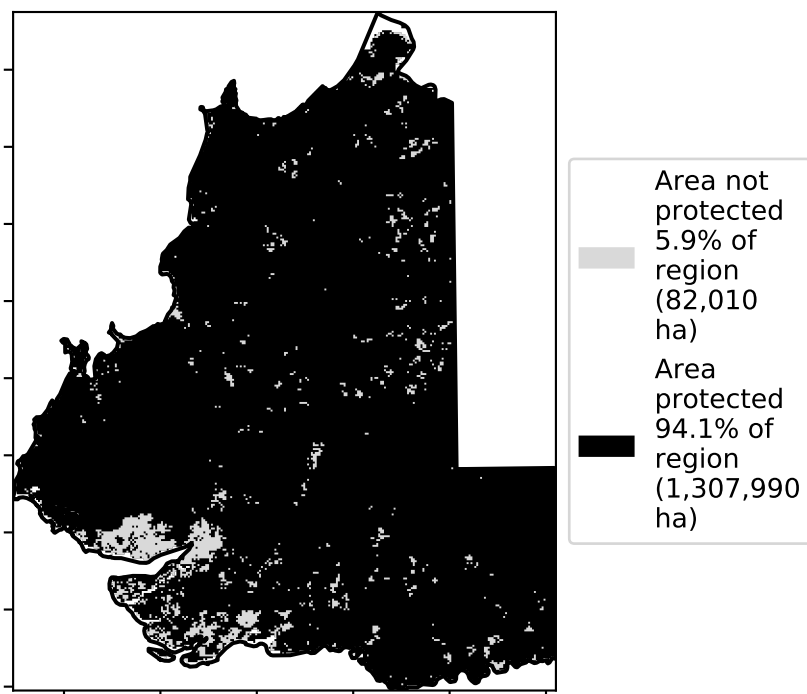 Area not
protected
5.9% of
region
(82,010
ha)
Area
protected
94.1% of
region
(1,307,990
ha)